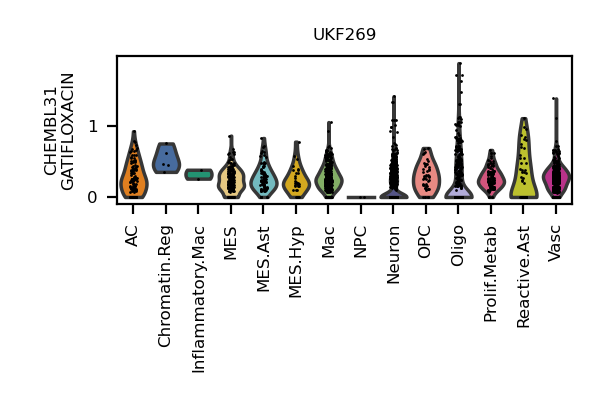 UKF269
CHEMBL31
GATIFLOXACIN
1
0
AC
Chromatin.Reg
Inflammatory.Mac
MES
MES.Ast
MES.Hyp
Mac
NPC
Neuron
OPC
Oligo
Prolif.Metab
Reactive.Ast
Vasc